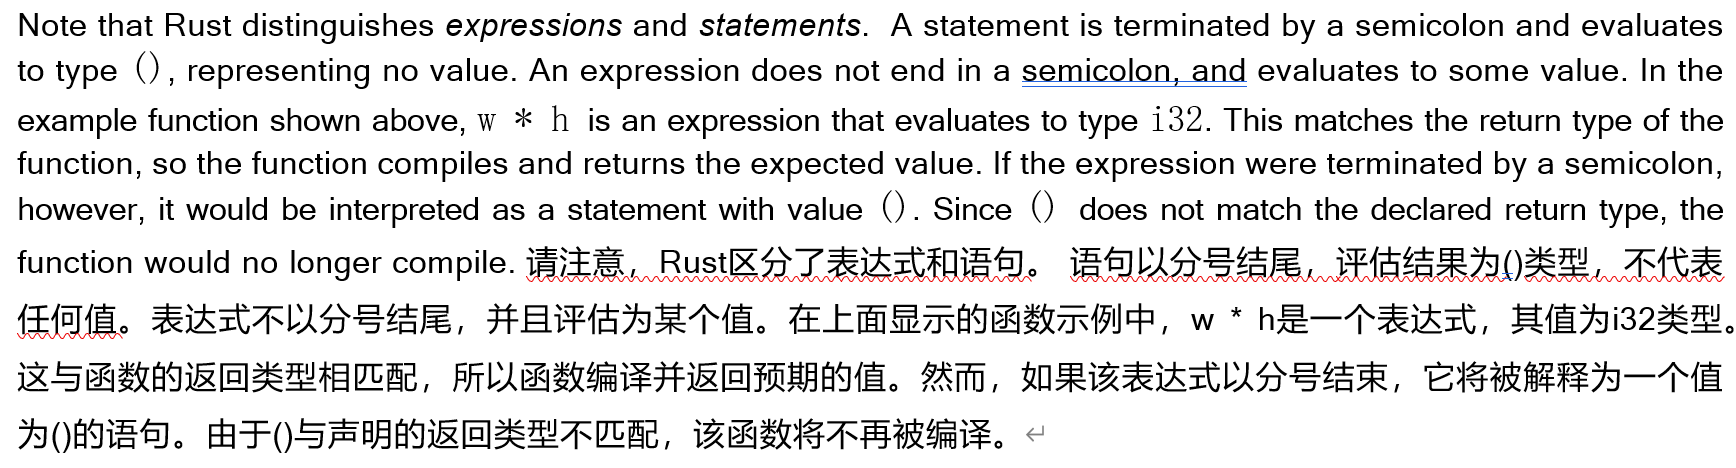 Note that Rust distinguishes expressions and statements.  A statement is terminated by a semicolon and evaluates
to type (), representing no value. An expression does not end in a semicolon, and evaluates to some value. In the
example function shown above, w * h is an expression that evaluates to type i32. This matches the return type of the
function, so the function compiles and returns the expected value. If the expression were terminated by a semicolon,
however, it would be interpreted as a statement with value (). Since () does not match the declared return type, the
function would no longer compile. 请注意，Rust区分了表达式和语句。 语句以分号结尾，评估结果为()类型，不代表
任何值。表达式不以分号结尾，并且评估为某个值。在上面显示的函数示例中，w * h是一个表达式，其值为i32类型。
这与函数的返回类型相匹配，所以函数编译并返回预期的值。然而，如果该表达式以分号结束，它将被解释为一个值
为()的语句。由于()与声明的返回类型不匹配，该函数将不再被编译。↵